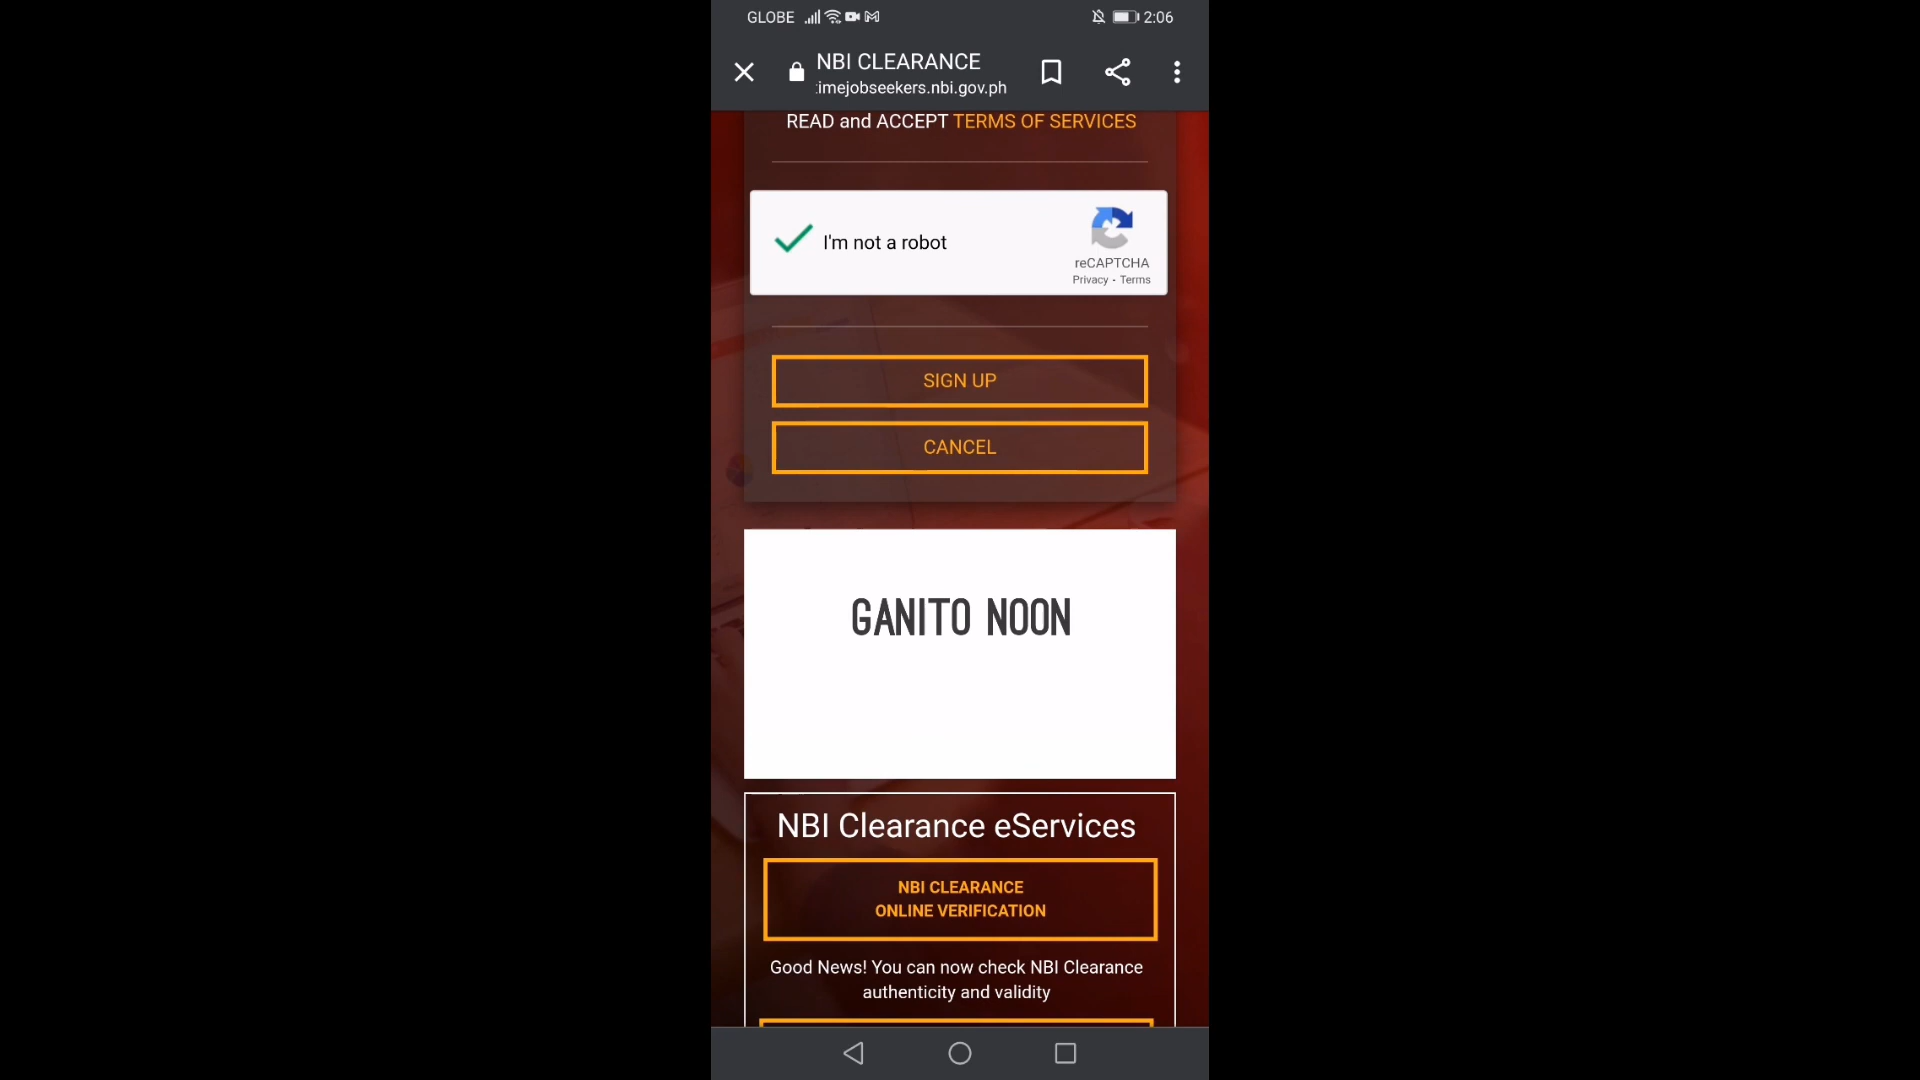 GLOBE 2:06
NBI CLEARANCE
timejobseekers.nbi.gov.ph
READ and ACCEPT TERMS OF SERVICES
I'm not a robot
reCAPTCHA
Privacy - Terms
SIGN UP
CANCEL
GANITO NOON
NBI Clearance eServices
NBI CLEARANCE
ONLINE VERIFICATION
Good News! You can now check NBI Clearance
authenticity and validity